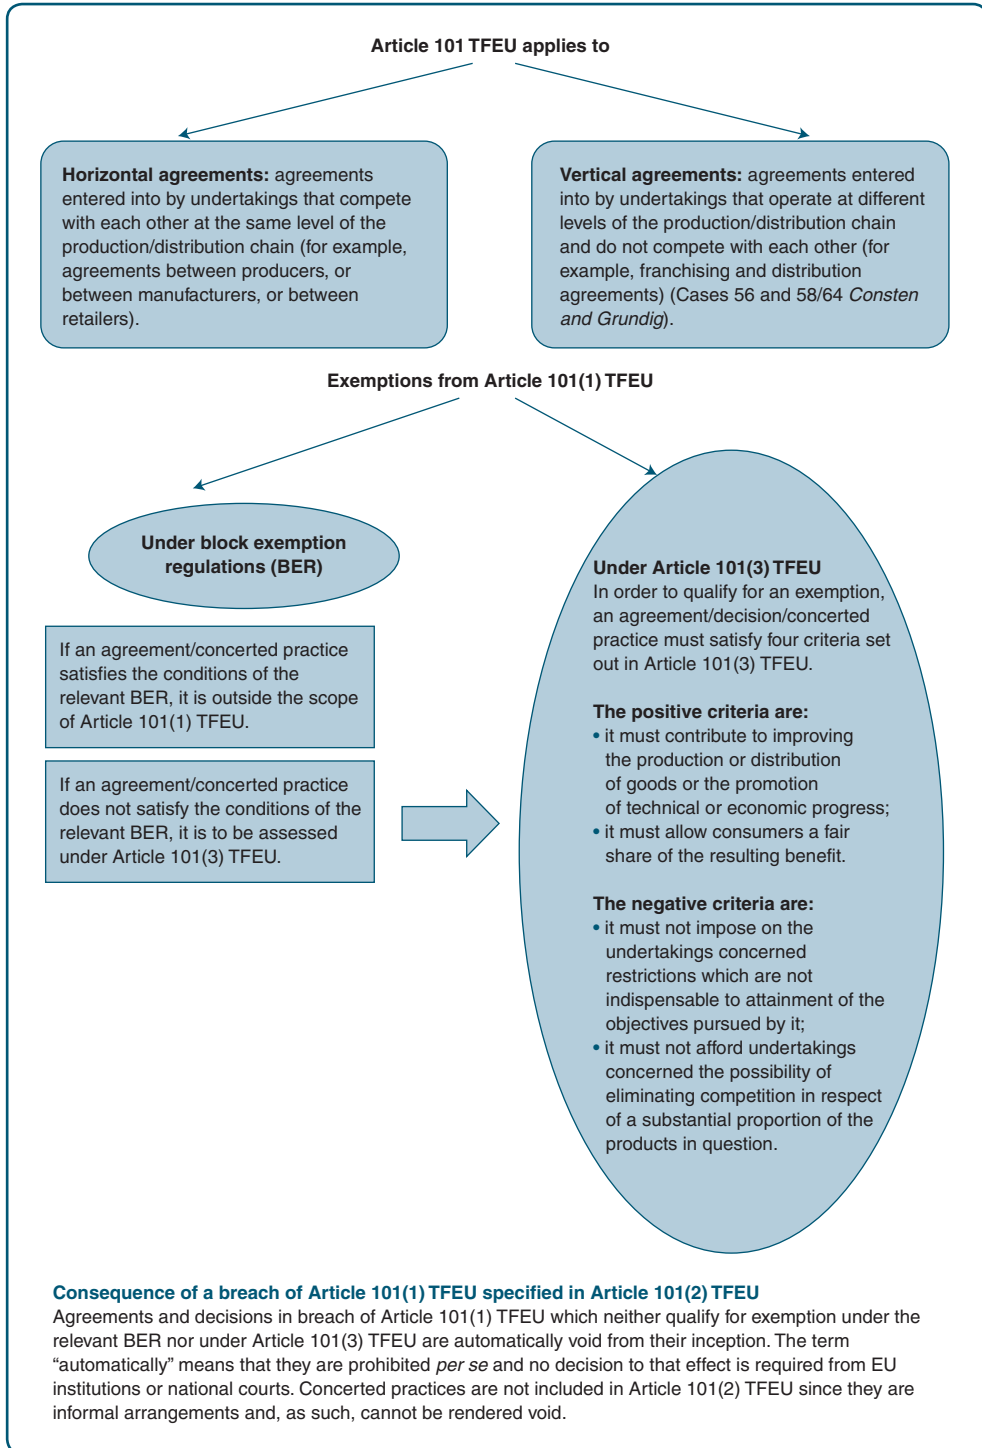 Article 101 TFEU applies to
Horizontal agreements: agreements
entered into by undertakings that compete
with each other at the same level of the
production/distribution chain (for example,
agreements between producers, or
between manufacturers, or between
retailers).
Vertical agreements: agreements entered
into by undertakings that operate at different
levels of the production/distribution chain
and do not compete with each other (for
example, franchising and distribution
agreements) (Cases 56 and 58/64 Consten
and Grundig).
Exemptions from Article 101(1) TFEU
Under block exemption
regulations (BER)
If an agreement/concerted practice
satisfies the conditions of the
relevant BER, it is outside the scope
of Article 101(1) TFEU.
If an agreement/concerted practice
does not satisfy the conditions of the
relevant BER, it is to be assessed
under Article 101(3) TFEU.
Under Article 101(3) TFEU
In order to qualify for an exemption,
an agreement/decision/concerted
practice must satisfy four criteria set
out in Article 101(3) TFEU.
The positive criteria are:
• it must contribute to improving
the production or distribution
of goods or the promotion
of technical or economic progress;
• it must allow consumers a fair
share of the resulting benefit.
The negative criteria are:
• it must not impose on the
undertakings concerned
restrictions which are not
indispensable to attainment of the
objectives pursued by it;
• it must not afford undertakings
concerned the possibility of
eliminating competition in respect
of a substantial proportion of the
products in question.
Consequence of a breach of Article 101(1) TFEU specified in Article 101(2) TFEU
Agreements and decisions in breach of Article 101(1) TFEU which neither qualify for exemption under the
relevant BER nor under Article 101(3) TFEU are automatically void from their inception. The term
“automatically” means that they are prohibited per se and no decision to that effect is required from EU
institutions or national courts. Concerted practices are not included in Article 101(2) TFEU since they are
informal arrangements and, as such, cannot be rendered void.